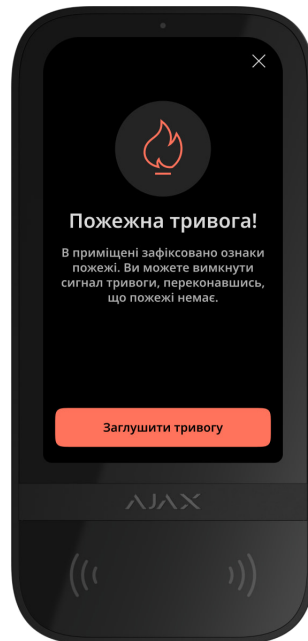 Пожежна тривога!
В приміщені зафіксовано ознаки
пожежі. Ви можете вимкнути
сигнал тривоги, переконавшись,
що пожежі немає.
Заглушити тривогу
AJAX